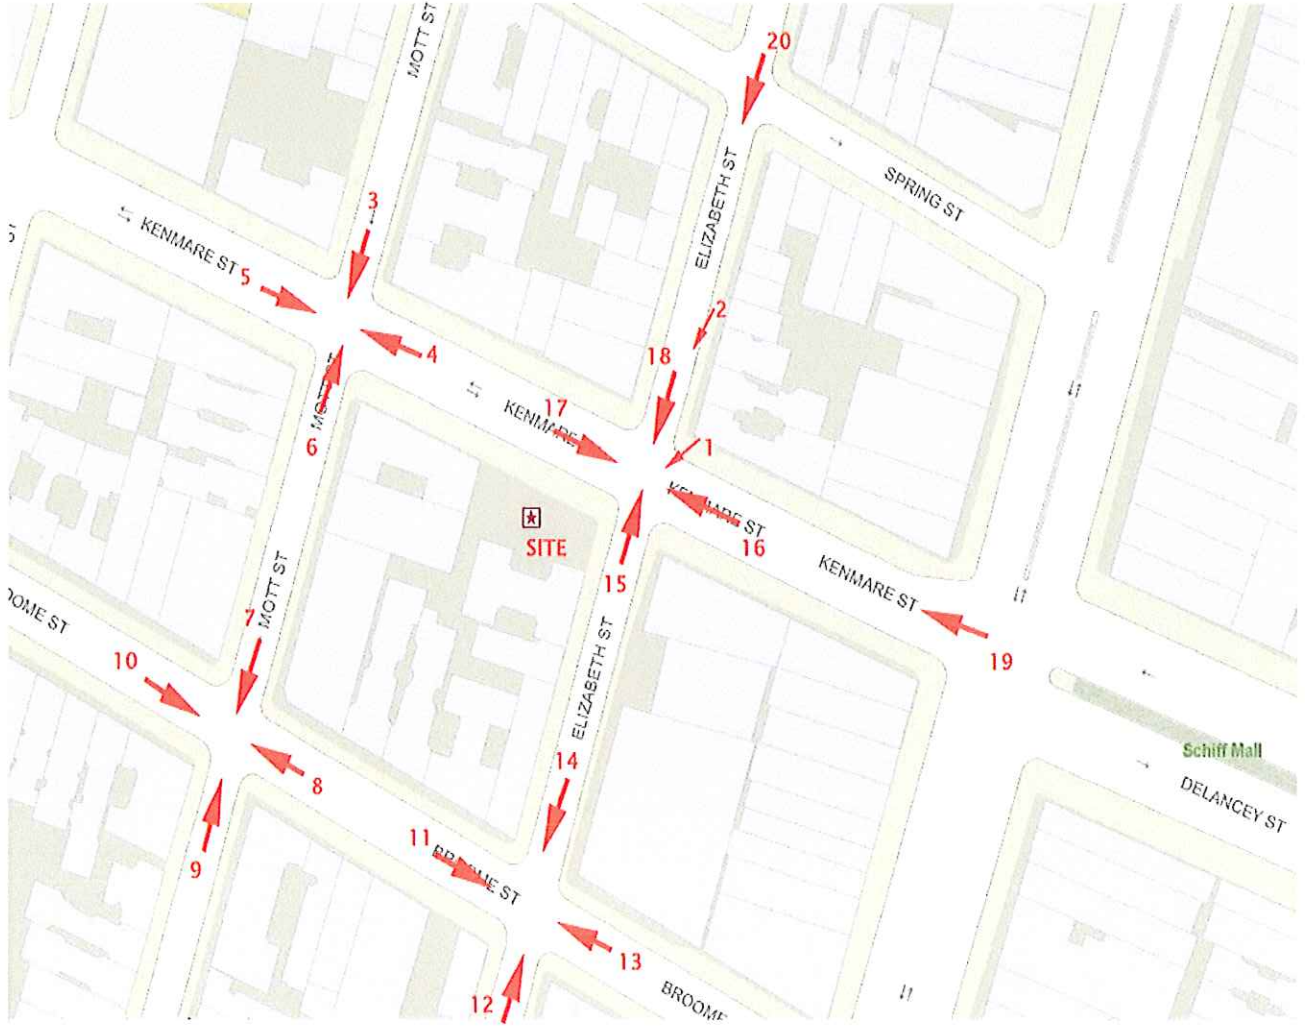 MOTT ST
20
ELIZABETH ST
SPRING ST
3
KENMARE ST
5
4
2
18
17
KENMARE
6
1
KENMARE ST
16
SITE
15
KENMARE ST
19
MOTT ST
7
OOME ST
10
ELIZABETH ST
14
Schiff Mall
DELANCEY ST
8
11
BROOME ST
9
13
12
BROOME